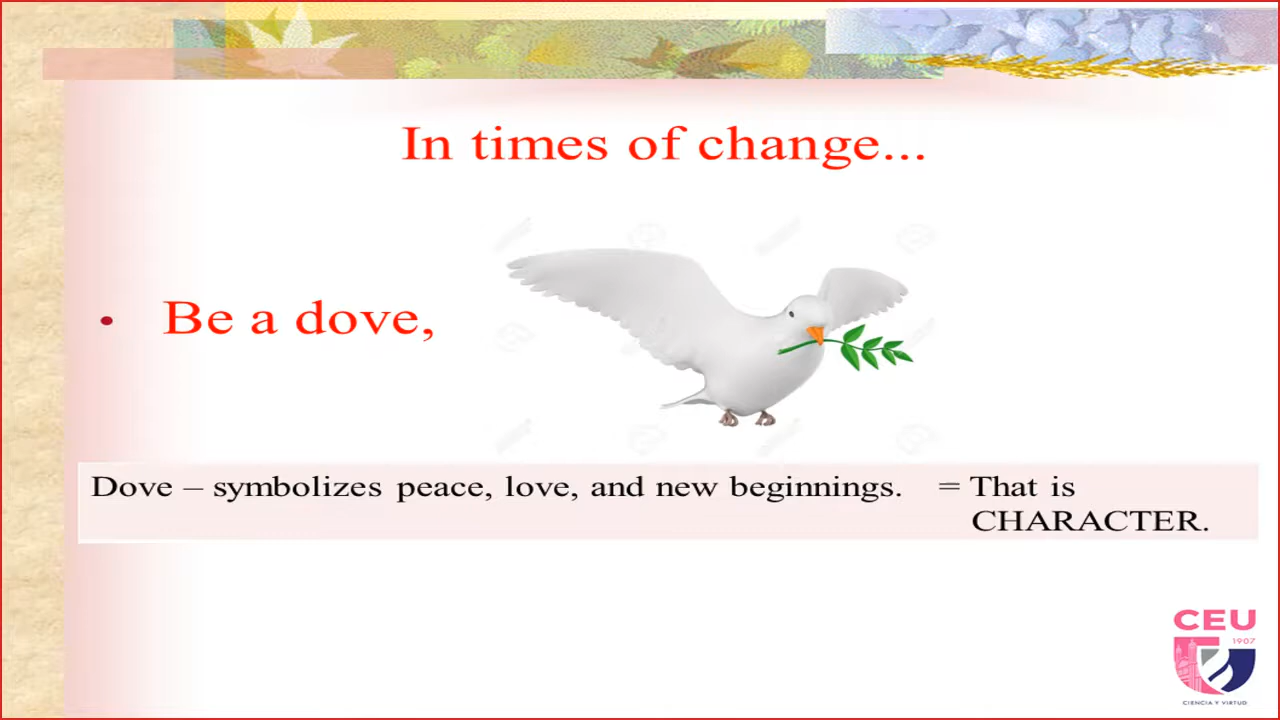 In times of change...
• Be a dove,
Dove – symbolizes peace, love, and new beginnings. = That is
CHARACTER.
CEU
1907
CIENCIA Y VIRTUD